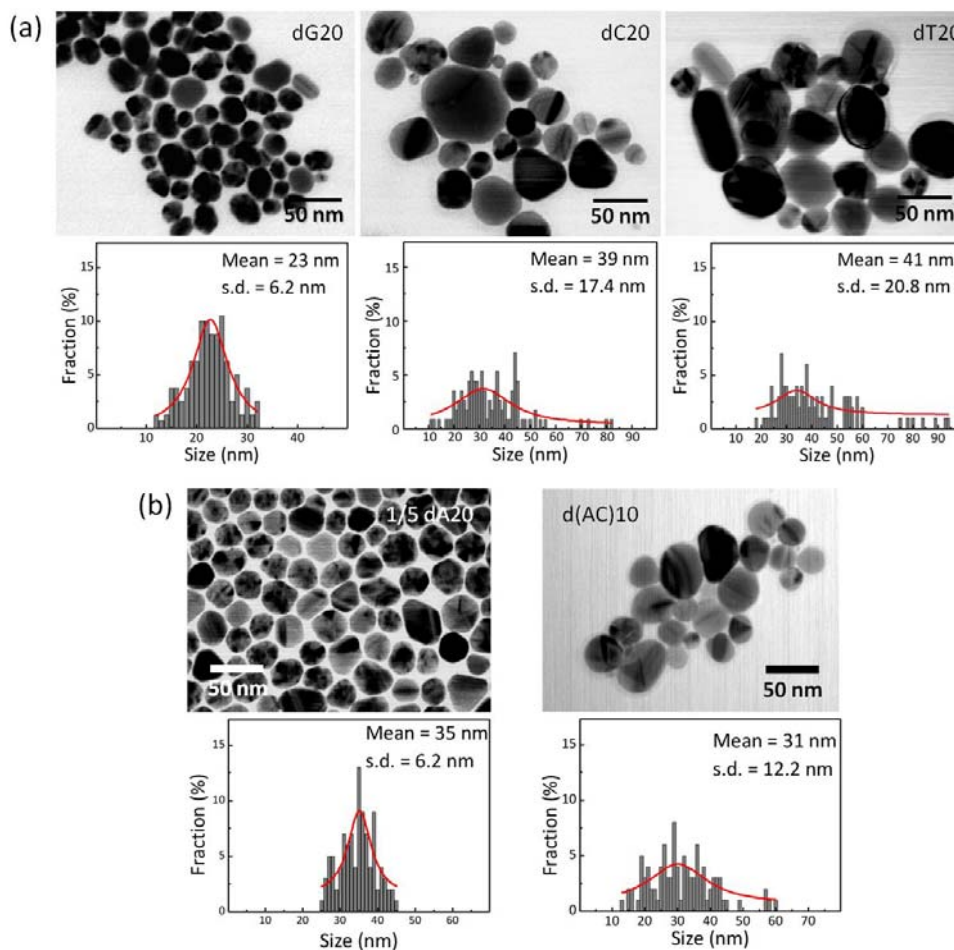 (a)
dG20
dC20
dT20
50 nm
50 nm
50 nm
Mean = 23 nm
s.d. = 6.2 nm
Fraction (%)
15
10
5
0
10 20 30 40
Size (nm)
Mean = 39 nm
s.d. = 17.4 nm
Fraction (%)
15
10
5
0
10 20 30 40 50 60 70 80 90
Size (nm)
Mean = 41 nm
s.d. = 20.8 nm
Fraction (%)
15
10
5
0
10 20 30 40 50 60 70 80 90
Size (nm)
(b)
1/5 dA20
d(AC)10
50 nm
50 nm
Mean = 35 nm
s.d. = 6.2 nm
Fraction (%)
15
10
5
0
10 20 30 40 50 60
Size (nm)
Mean = 31 nm
s.d. = 12.2 nm
Fraction (%)
15
10
5
0
10 20 30 40 50 60 70
Size (nm)